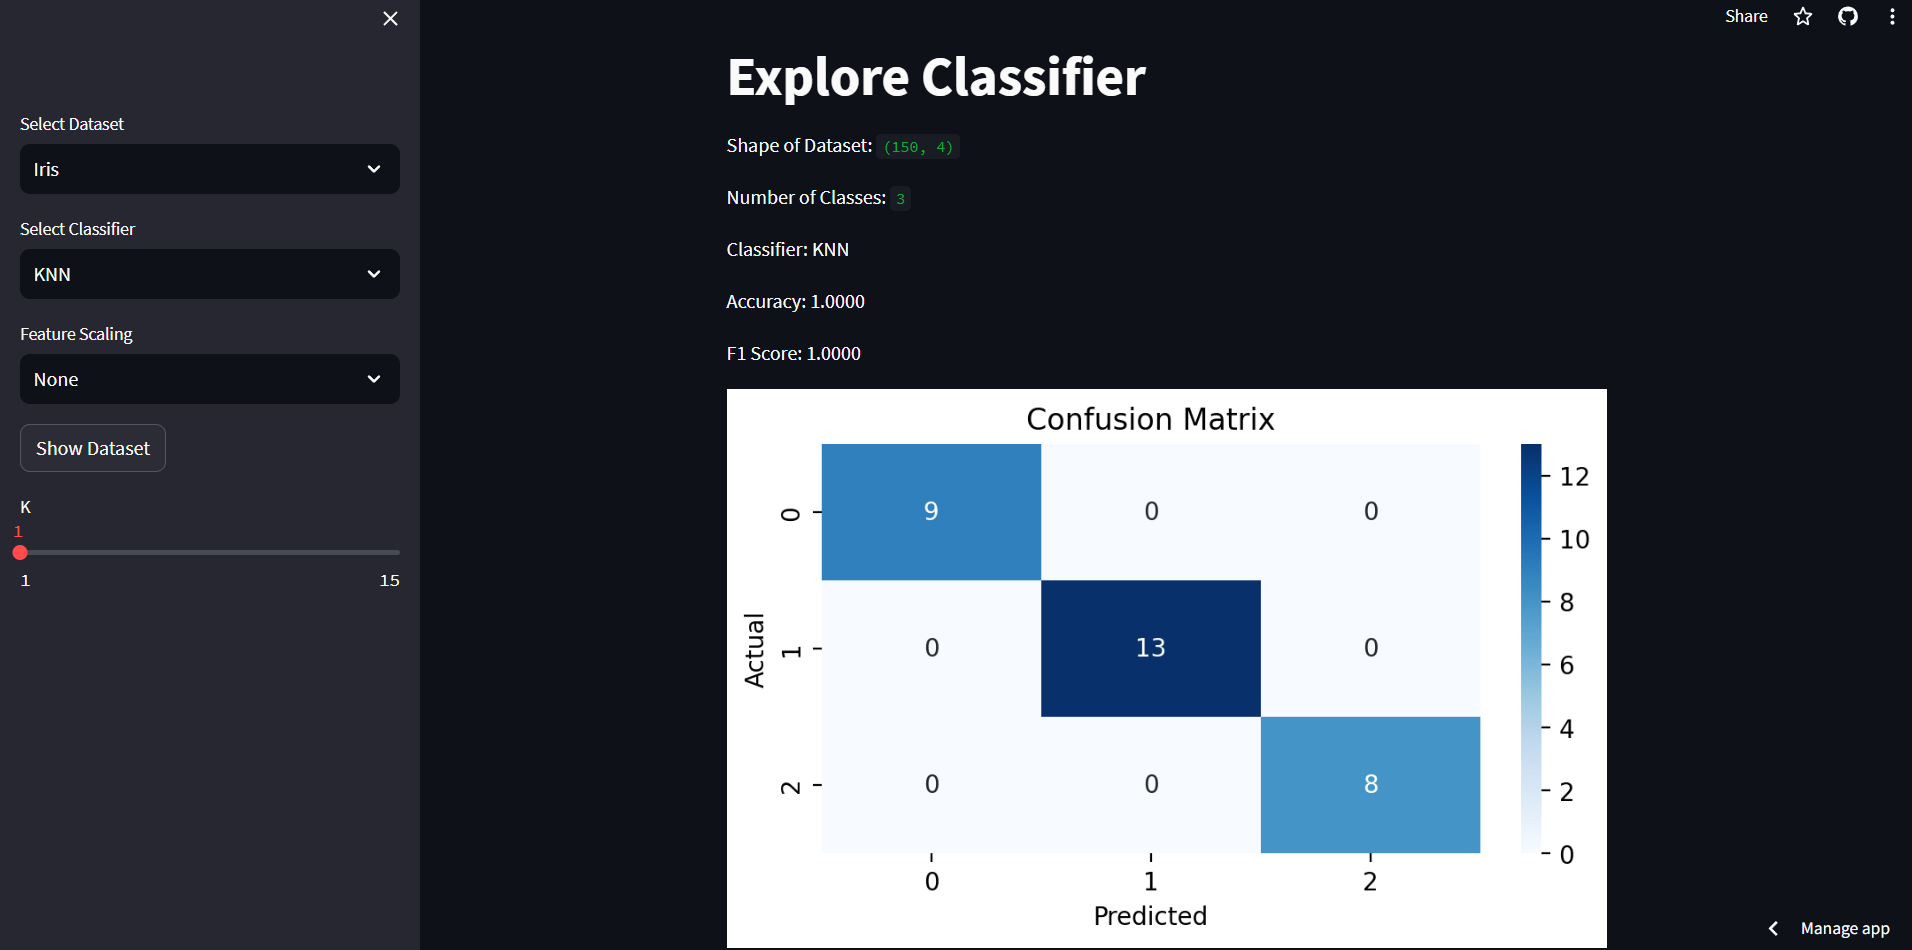 Share
Select Dataset
Iris
Select Classifier
KNN
Feature Scaling
None
Show Dataset
K
1
1 15
Explore Classifier
Shape of Dataset: (150, 4)
Number of Classes: 3
Classifier: KNN
Accuracy: 1.0000
F1 Score: 1.0000
Confusion Matrix
Actual
0 9 0 0
1 0 13 0
2 0 0 8
0 1 2
Predicted
12
10
8
6
4
2
0
Manage app